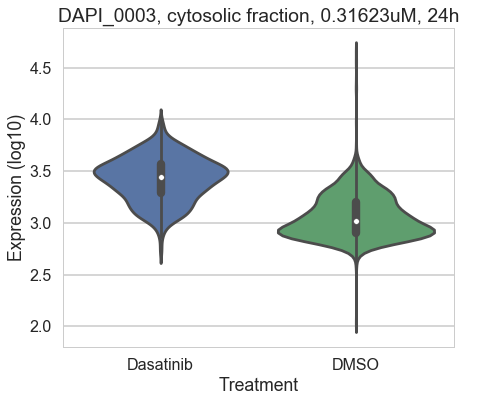 DAPI_0003, cytosolic fraction, 0.31623uM, 24h
Expression (log10)
4.5
4.0
3.5
3.0
2.5
2.0
Dasatinib DMSO
Treatment